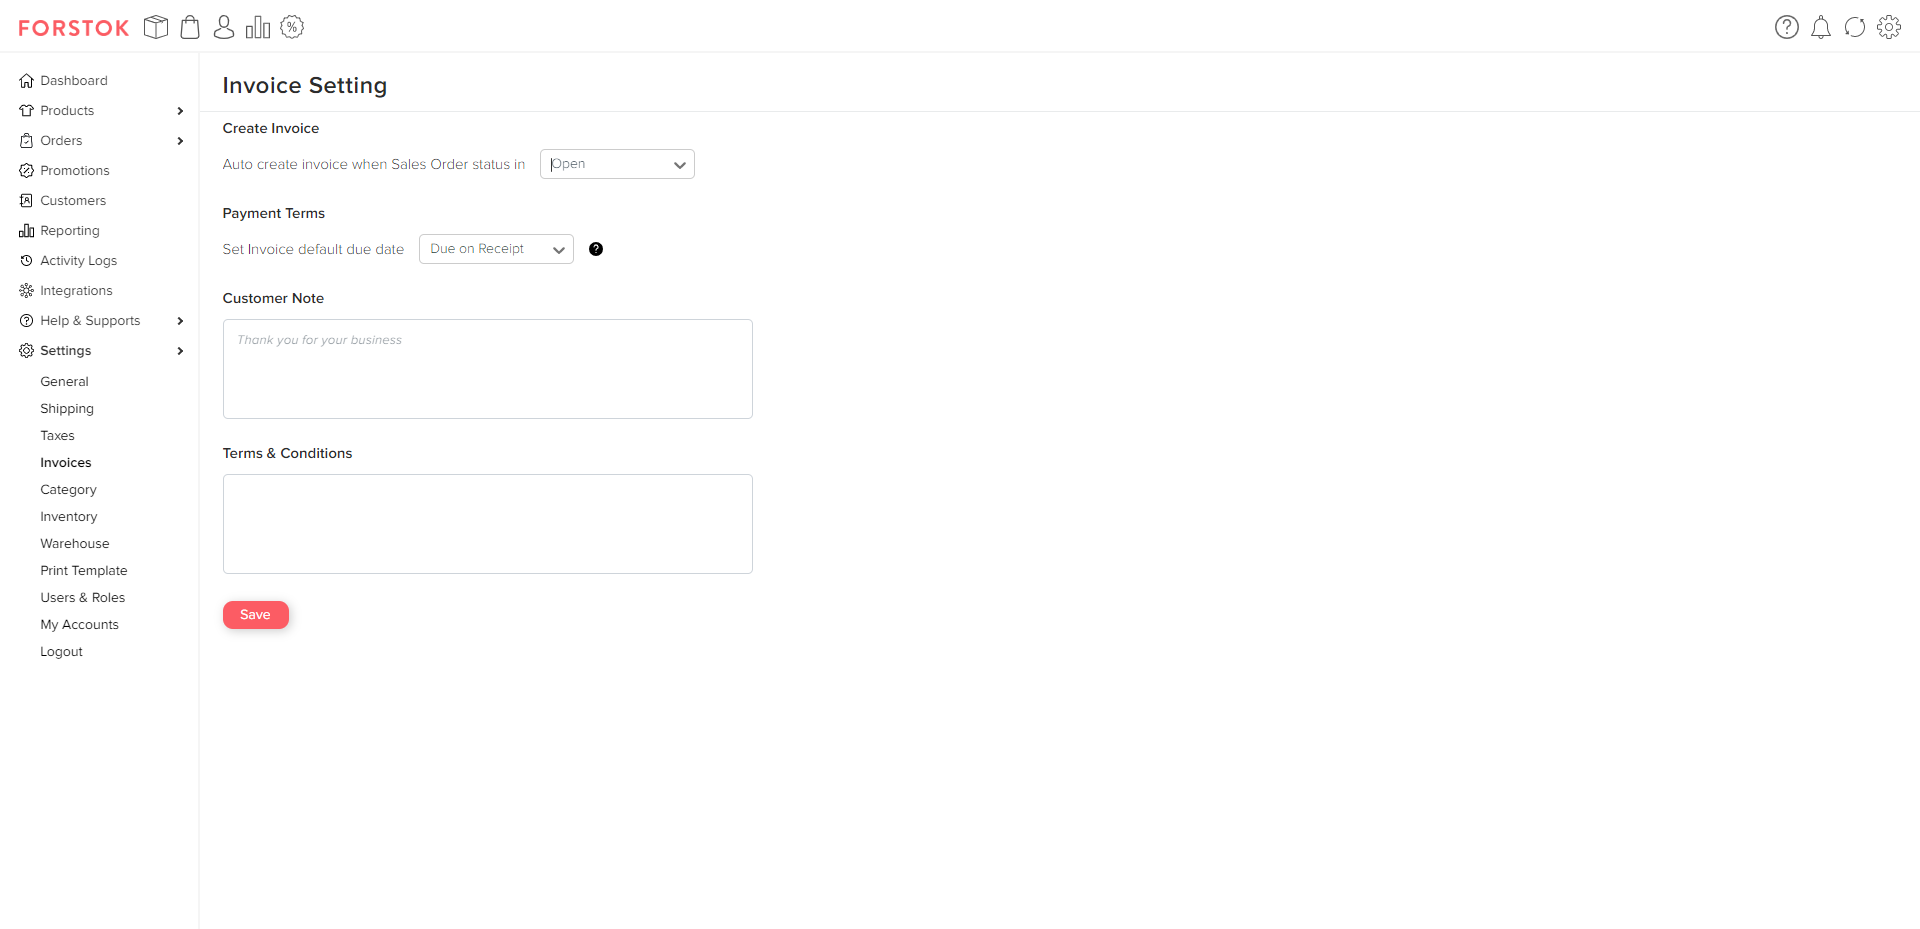 FORSTOK
Dashboard
Products
Orders
Promotions
Customers
Reporting
Activity Logs
Integrations
Help & Supports
Settings
General
Shipping
Taxes
Invoices
Category
Inventory
Warehouse
Print Template
Users & Roles
My Accounts
Logout
Invoice Setting
Create Invoice
Auto create invoice when Sales Order status in Open
Payment Terms
Set Invoice default due date Due on Receipt ?
Customer Note
Thank you for your business
Terms & Conditions
Save